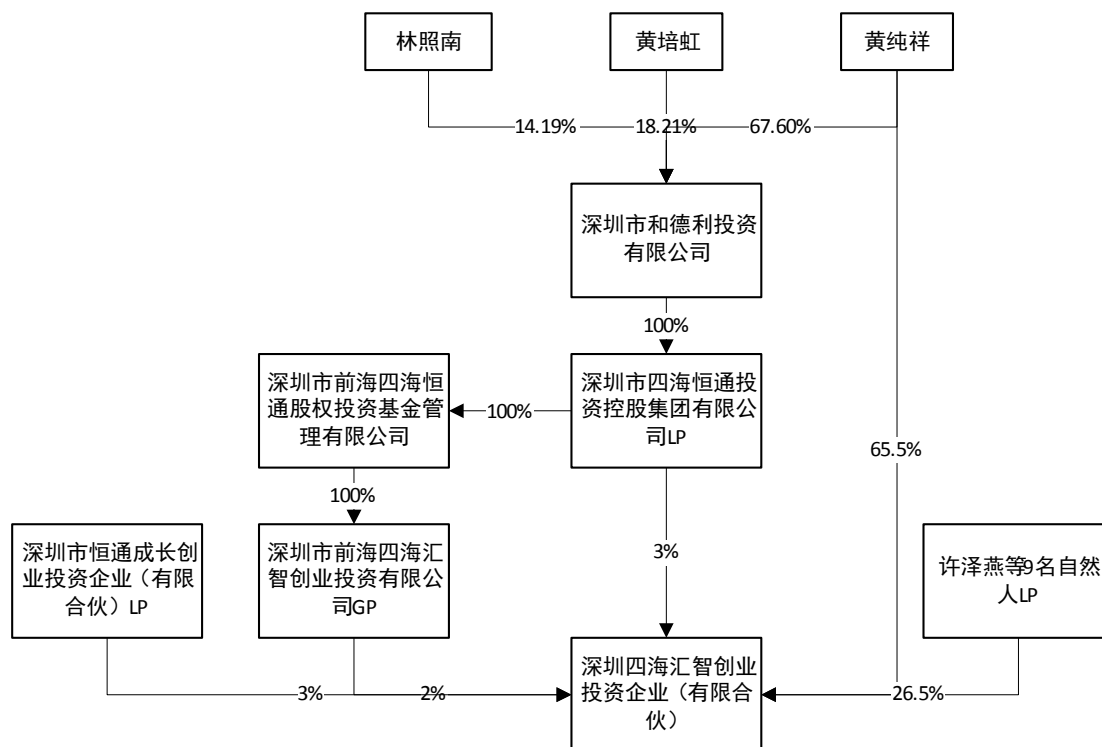 林照南
黄培虹
黄纯祥
14.19%
18.21%
67.60%
深圳市和德利投资
有限公司
100%
深圳市前海四海恒
通股权投资基金管
理有限公司
100%
深圳市四海恒通投
资控股集团有限公
司LP
65.5%
100%
深圳市恒通成长创
业投资企业（有限
合伙）LP
深圳市前海四海汇
智创业投资有限公
司GP
3%
许泽燕等9名自然
人LP
深圳四海汇智创业
投资企业（有限合
伙）
3%
2%
26.5%